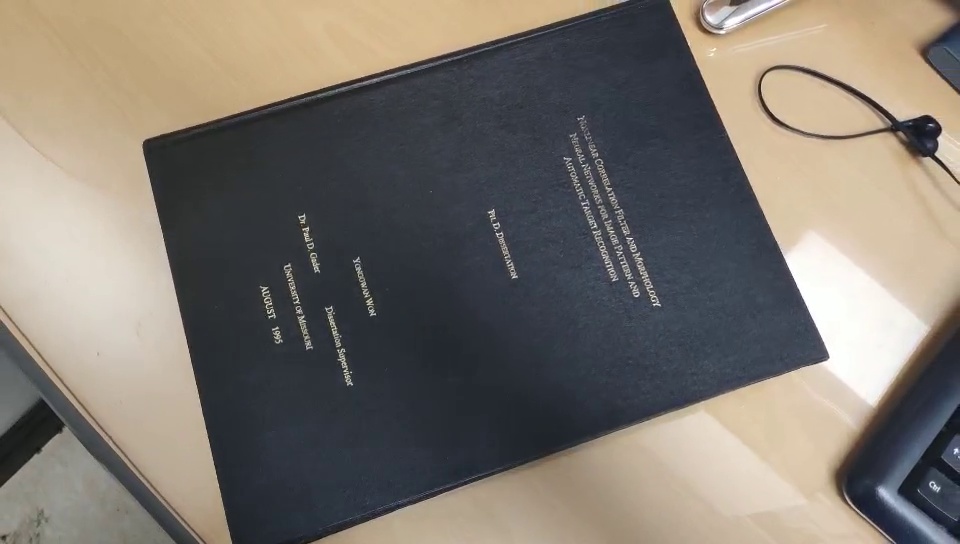 NONLINEAR CORRELATION FILTER AND MORPHOLOGY
NEURAL NETWORKS FOR IMAGE PATTERN AND
AUTOMATIC TARGET RECOGNITION
PH. D. DISSERTATION
YONGGWAN WON
Dr. Paul D. Gader Dissertation Supervisor
UNIVERSITY OF MISSOURI
AUGUST 1995
Ctrl